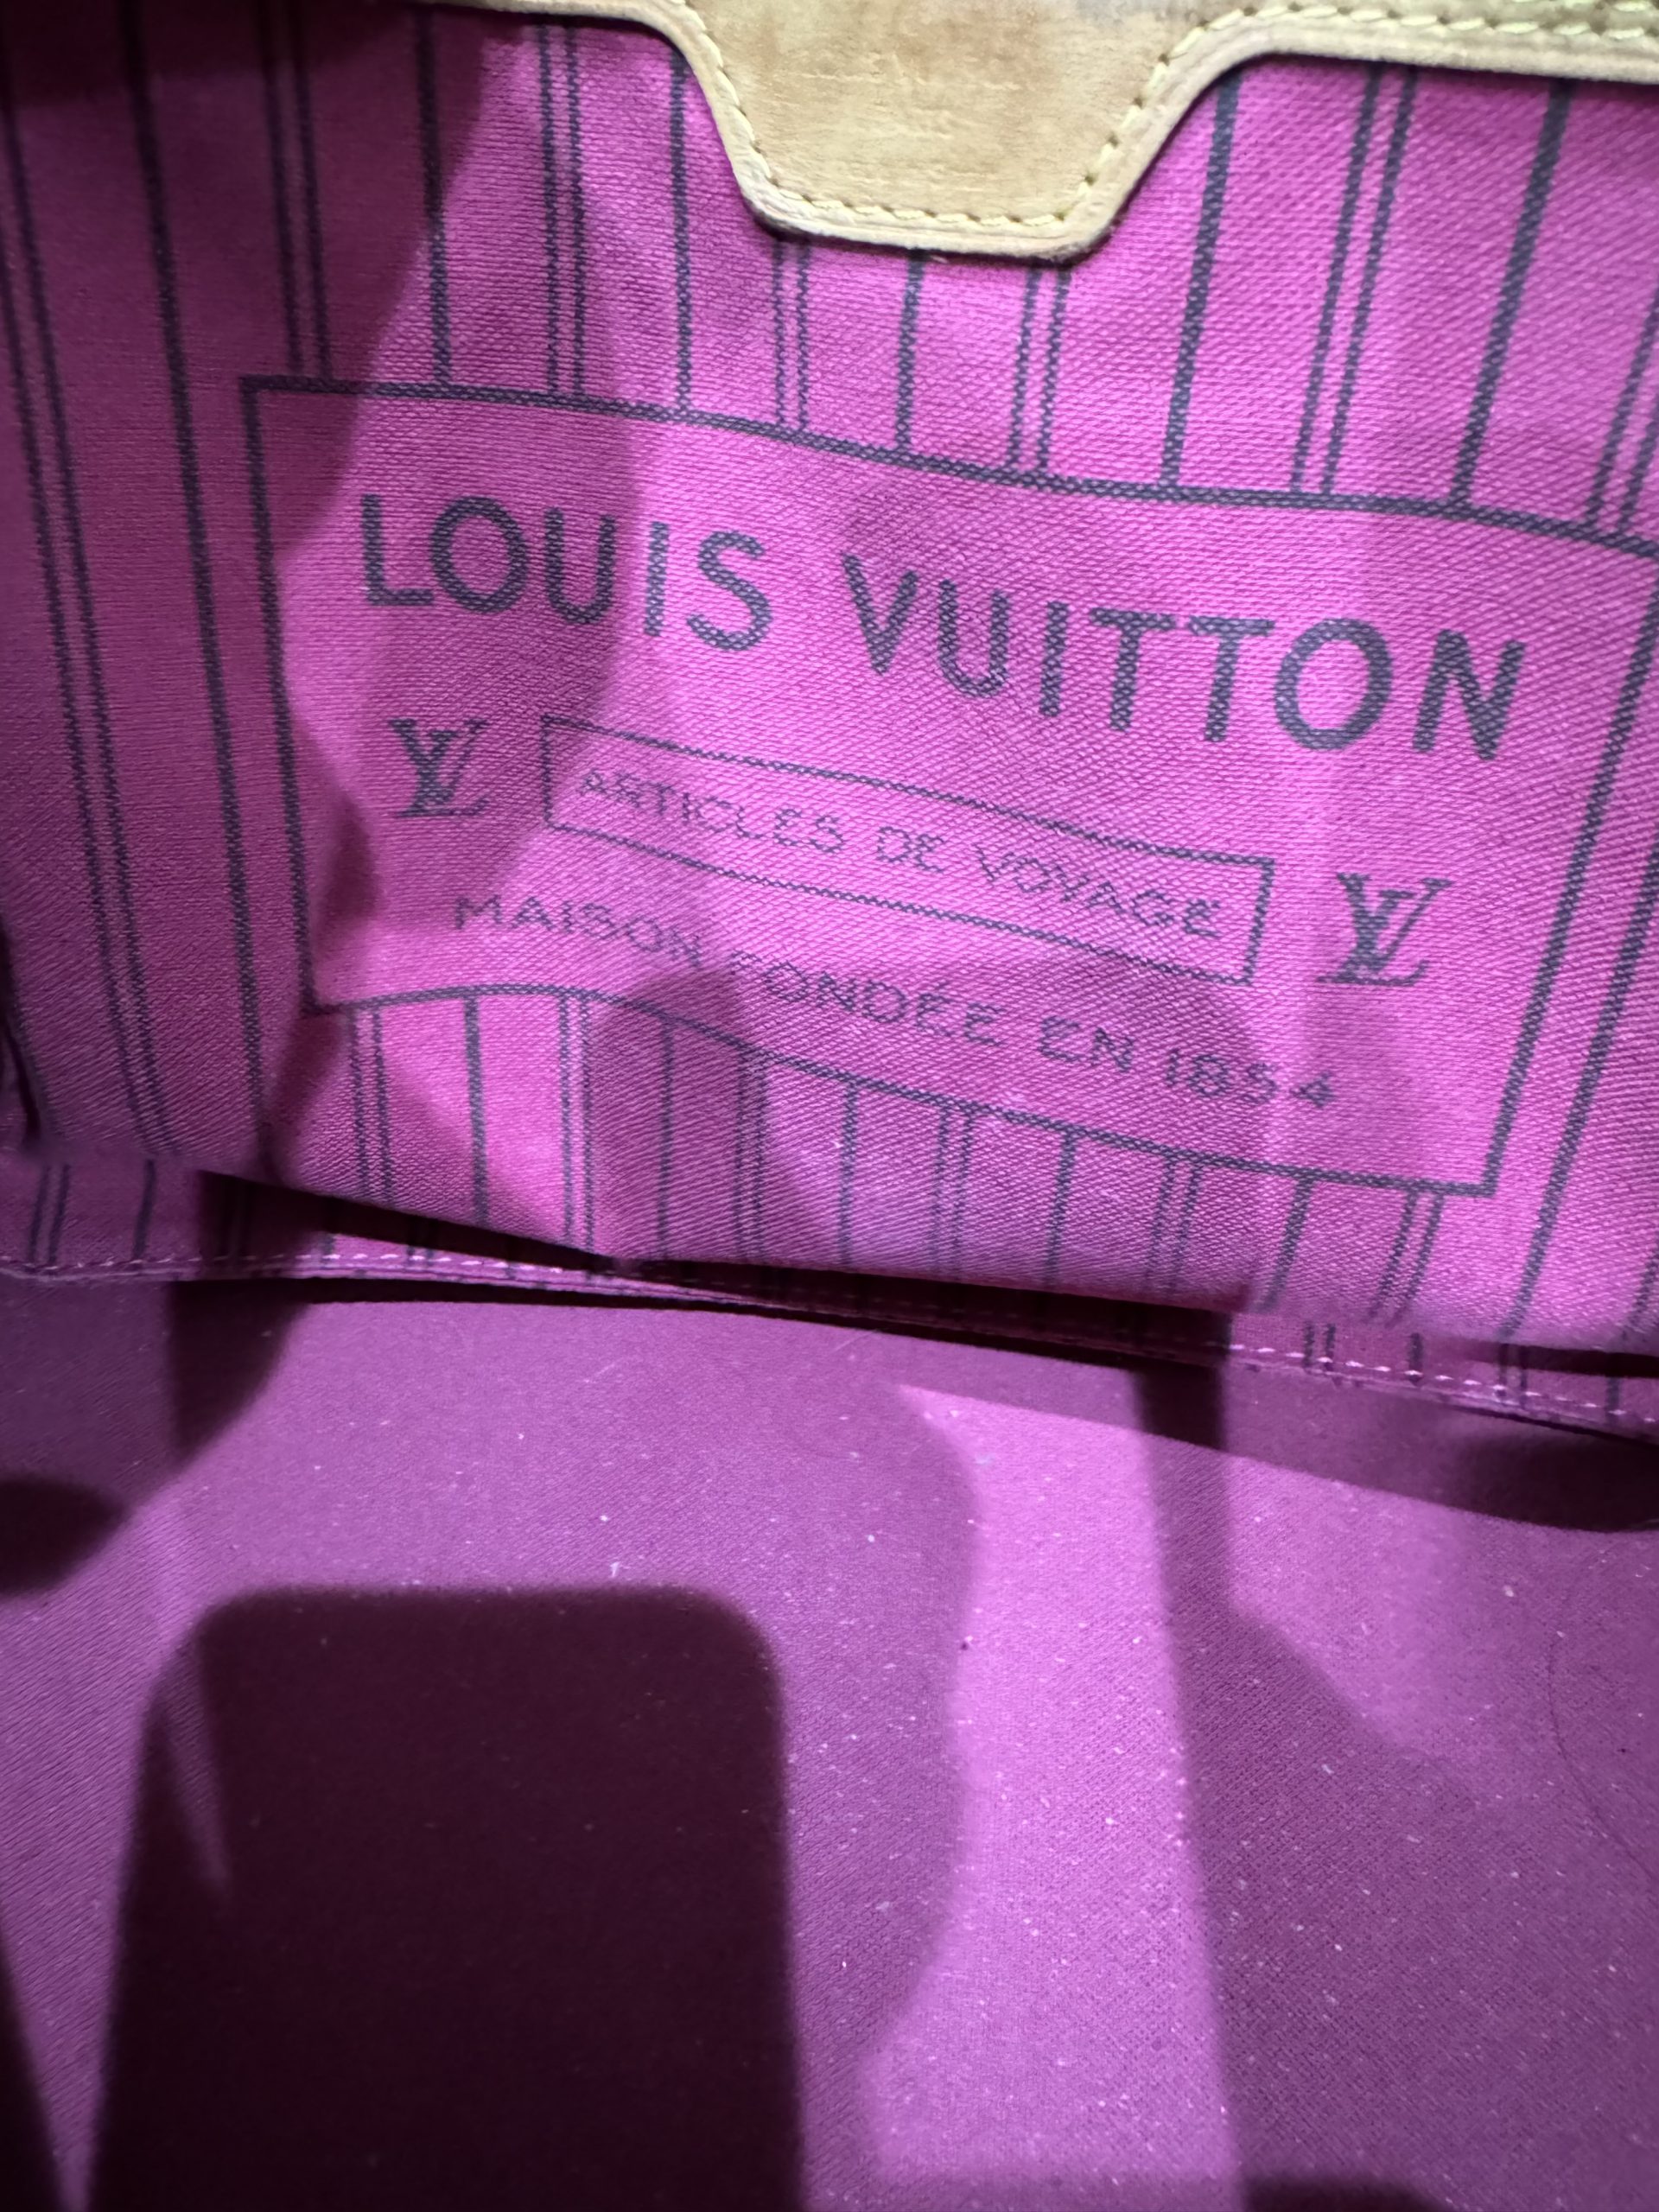 LOUIS VUITTON
LV ARTICLES DE VOYAGE LV
MAISON FONDÉE EN 1854